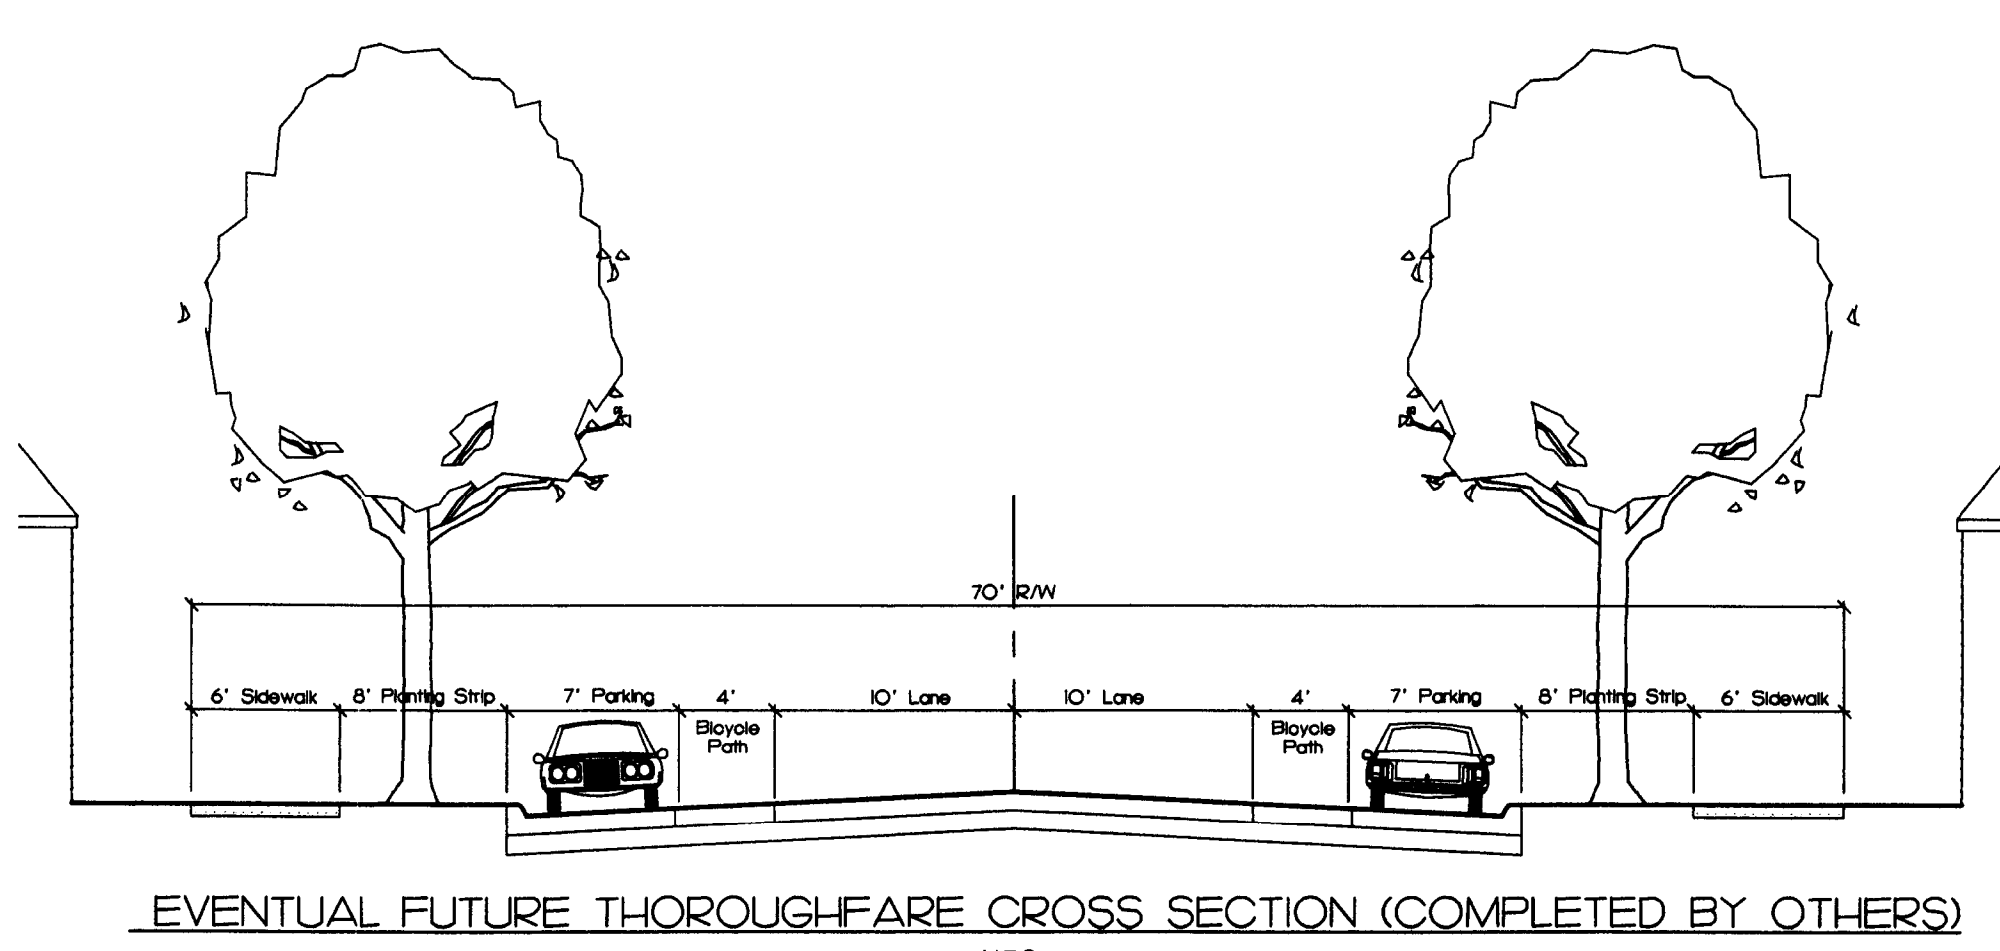 70' R/W
6' Sidewalk 8' Planting Strip 7' Parking 4' 10' Lane 10' Lane 4' 7' Parking 8' Planting Strip 6' Sidewalk
Bicycle Bicycle
Path Path
EVENTUAL FUTURE THOROUGHFARE CROSS SECTION (COMPLETED BY OTHERS)